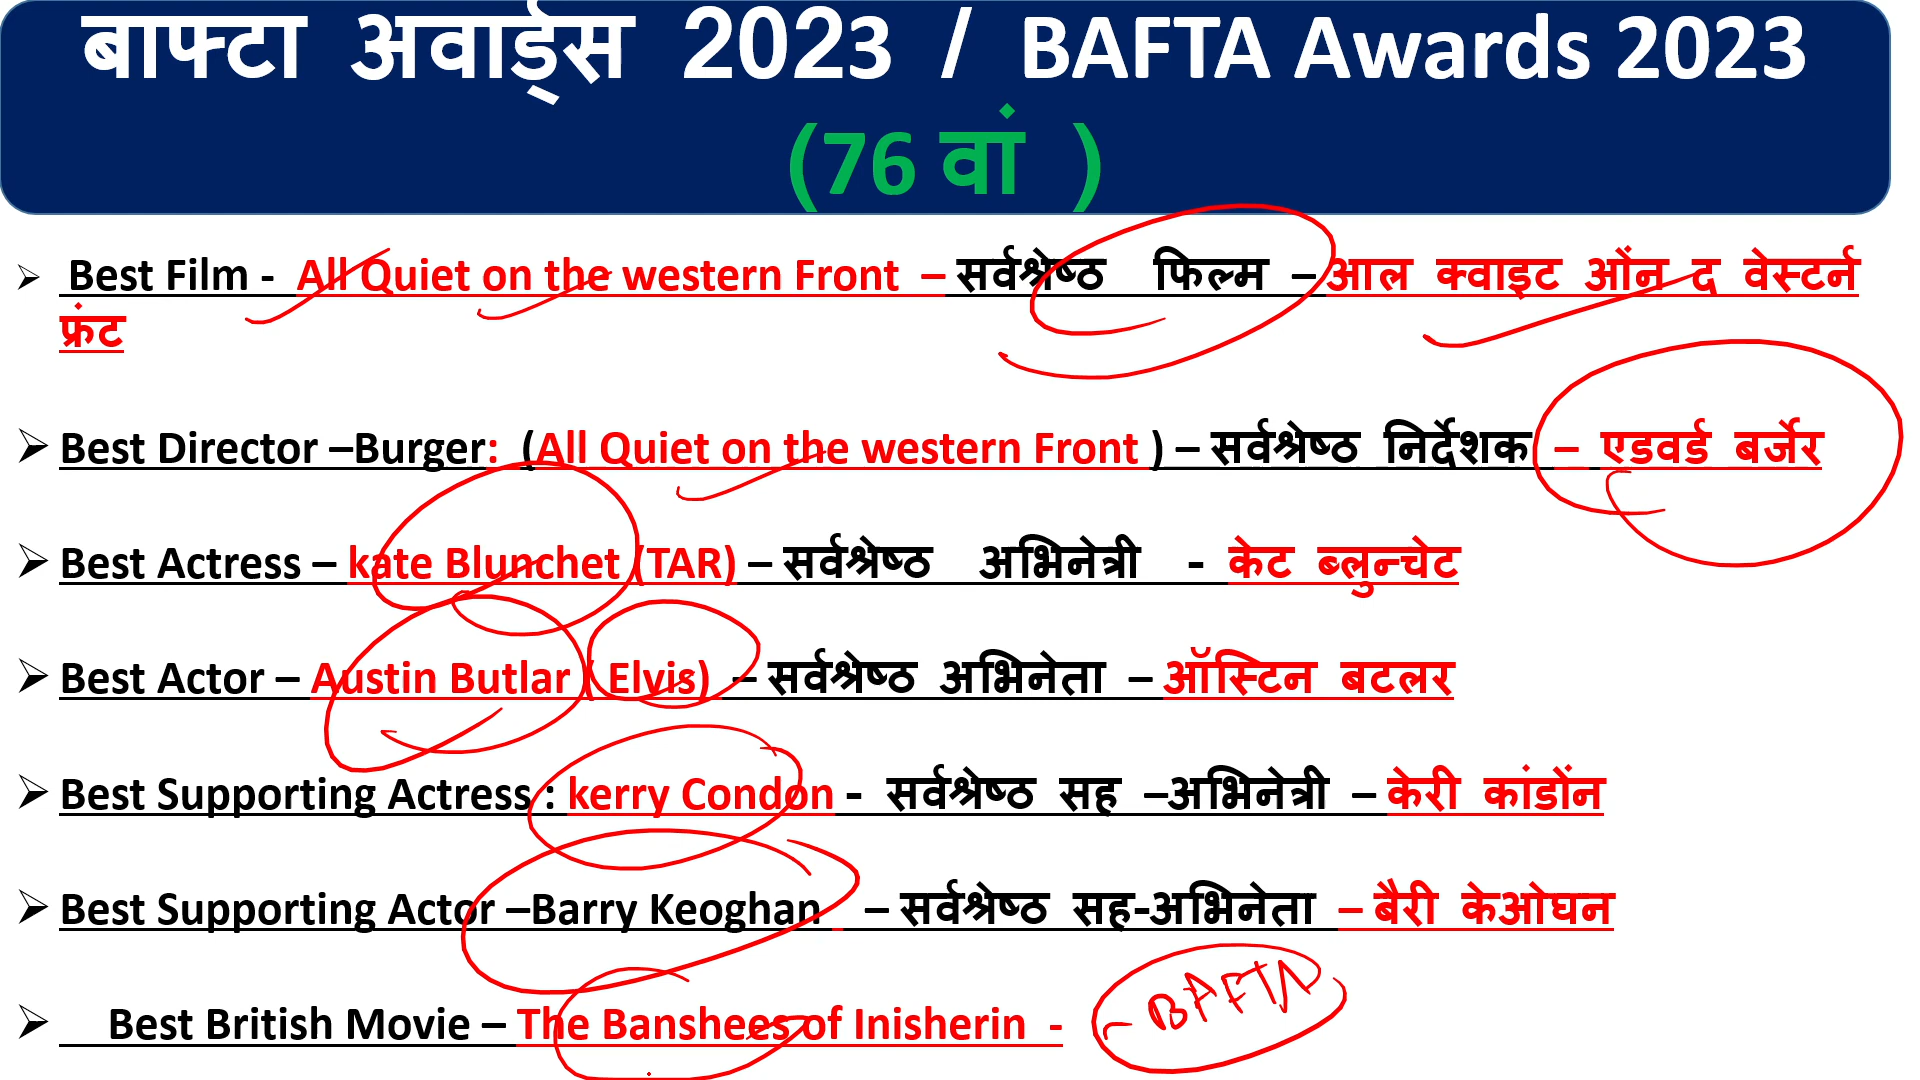 बाफ्टा अवार्ड्स 2023 / BAFTA Awards 2023
(76 वां )
Best Film - All Quiet on the western Front – सर्वश्रेष्ठ फिल्म – आल क्वाइट ओंन द वेस्टर्न
फ्रंट
Best Director –Burger: (All Quiet on the western Front ) – सर्वश्रेष्ठ निर्देशक – एडवर्ड बर्जेर
Best Actress – kate Blunchet (TAR) – सर्वश्रेष्ठ अभिनेत्री - केट ब्लुन्चेट
Best Actor – Austin Butlar ( Elvis) – सर्वश्रेष्ठ अभिनेता – ऑस्टिन बटलर
Best Supporting Actress : kerry Condon - सर्वश्रेष्ठ सह –अभिनेत्री – केरी कांडोंन
Best Supporting Actor –Barry Keoghan – सर्वश्रेष्ठ सह-अभिनेता – बैरी केओघन
Best British Movie – The Banshees of Inisherin -
BAFTA